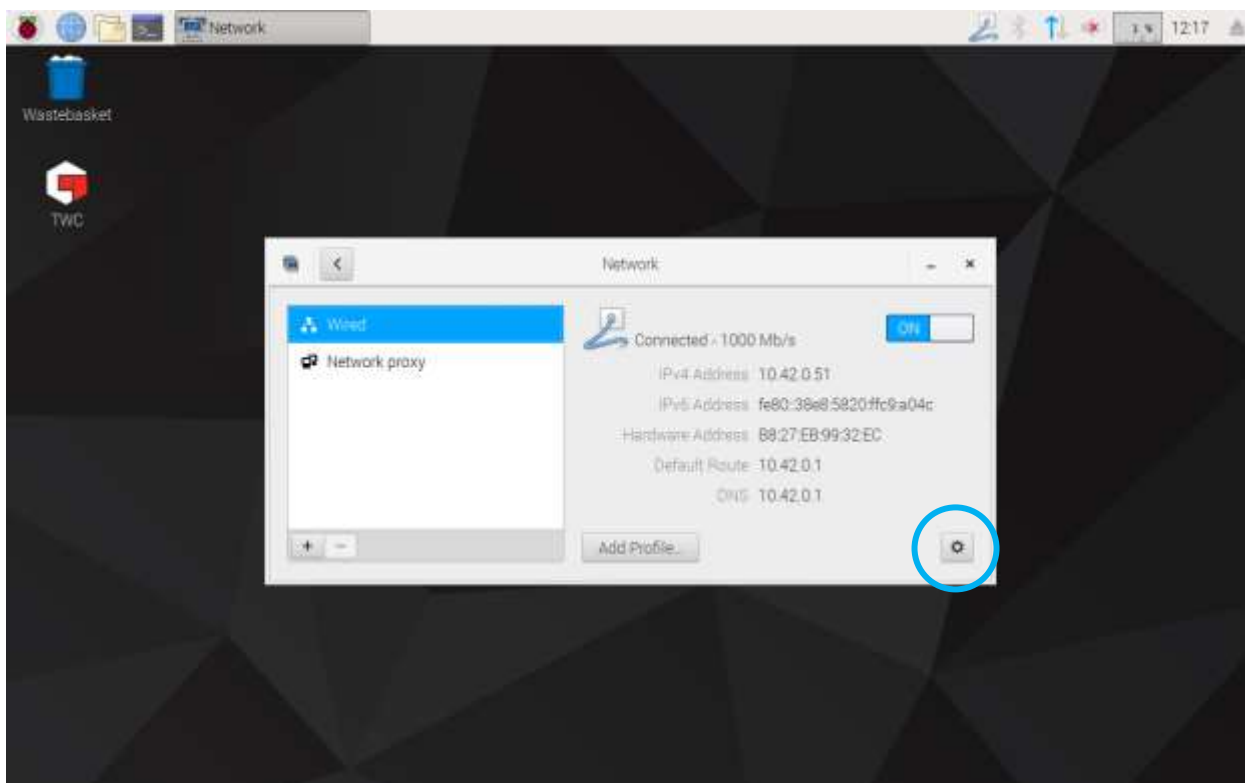 Network
12:17
Wastebasket
TWC
Network
Wired
Network proxy
Connected - 1000 Mb/s
ON
IPv4 Address 10.42.0.51
IPv6 Address fe80::38e8:5820:ffc9:a04c
Hardware Address B8:27:EB:99:32:EC
Default Route 10.42.0.1
DNS 10.42.0.1
Add Profile...